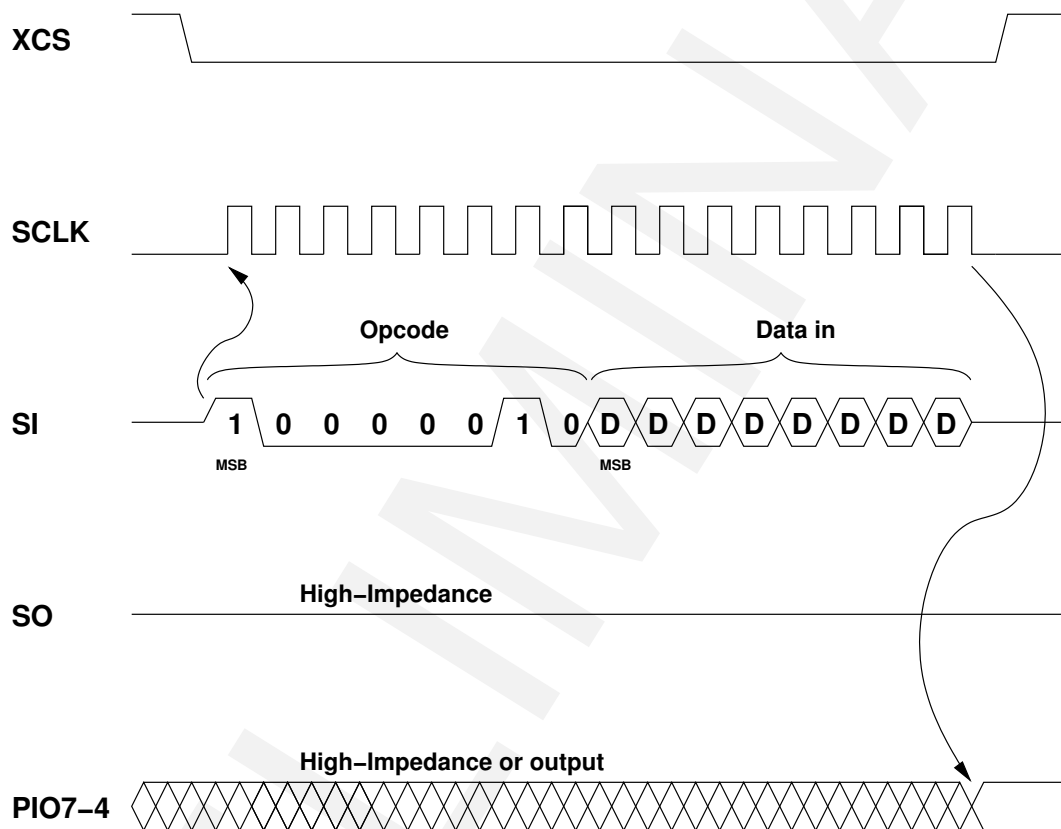 XCS
SCLK
Opcode Data in
SI 1 0 0 0 0 0 1 0 D D D D D D D D
MSB MSB
High−Impedance
SO
High−Impedance or output
PIO7−4